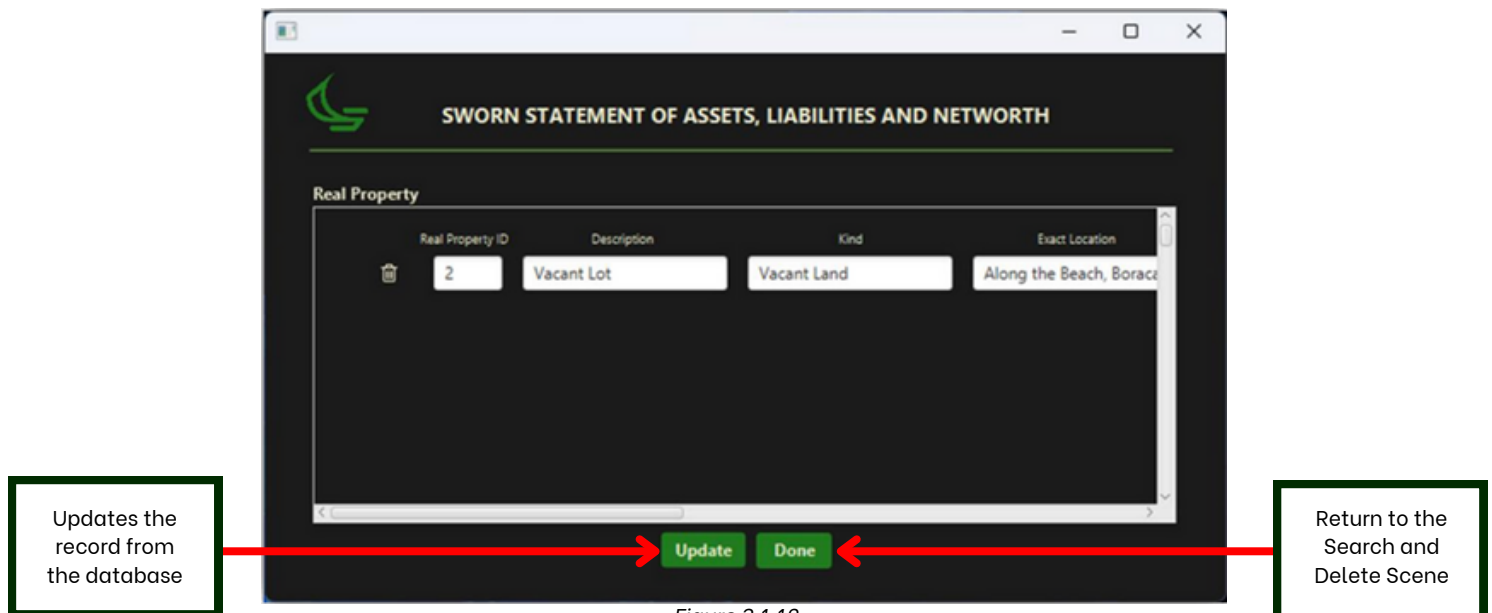 SWORN STATEMENT OF ASSETS, LIABILITIES AND NETWORTH
Real Property
Real Property ID Description Kind Exact Location
2 Vacant Lot Vacant Land Along the Beach, Boraca
Update Done
Updates the
record from
the database
Return to the
Search and
Delete Scene